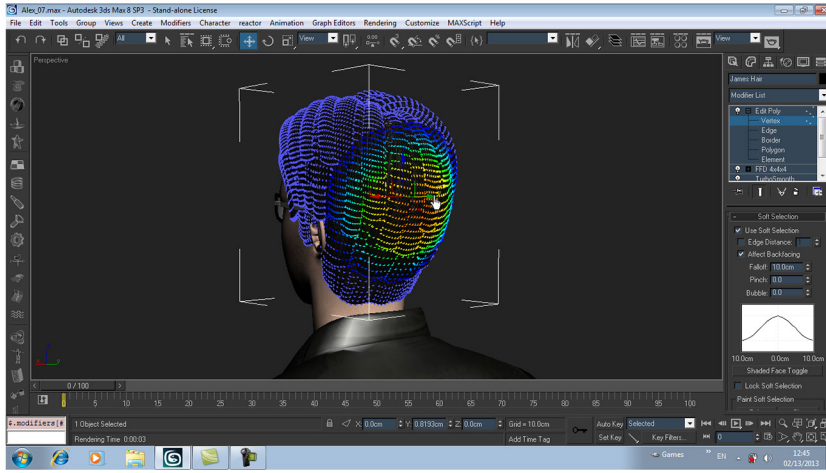 Alex_07.max - Autodesk 3ds Max 8 SP3 - Stand-alone License
File Edit Tools Group Views Create Modifiers Character reactor Animation Graph Editors Rendering Customize MAXScript Help
All View View
Perspective
James Hair
Modifier List
Edit Poly
Vertex
Edge
Border
Polygon
Element
FFD 4x4x4
TurboSmooth
- Soft Selection
Use Soft Selection
Edge Distance:
Affect Backfacing
Falloff: 10.0cm
Pinch: 0.0
Bubble: 0.0
10.0cm 0.0cm 10.0cm
Shaded Face Toggle
Lock Soft Selection
Paint Soft Selection
0 / 100
0 5 10 15 20 25 30 35 40 45 50 55 60 65 70 75 80 85 90 95 100
$.modifiers[# 1 Object Selected X: 0.0cm Y: 0.8193cm Z: 0.0cm Grid = 10.0cm Auto Key Selected
Rendering Time 0:00:03 Add Time Tag Set Key Key Filters... 0
Games » EN
12:45
02/13/2013